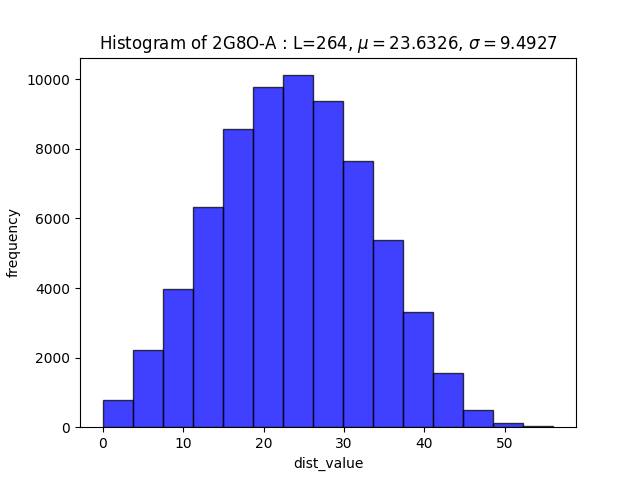 Histogram of 2G8O-A : L=264, μ = 23.6326, σ = 9.4927
10000
8000
6000
4000
2000
0
frequency
0 10 20 30 40 50
dist_value